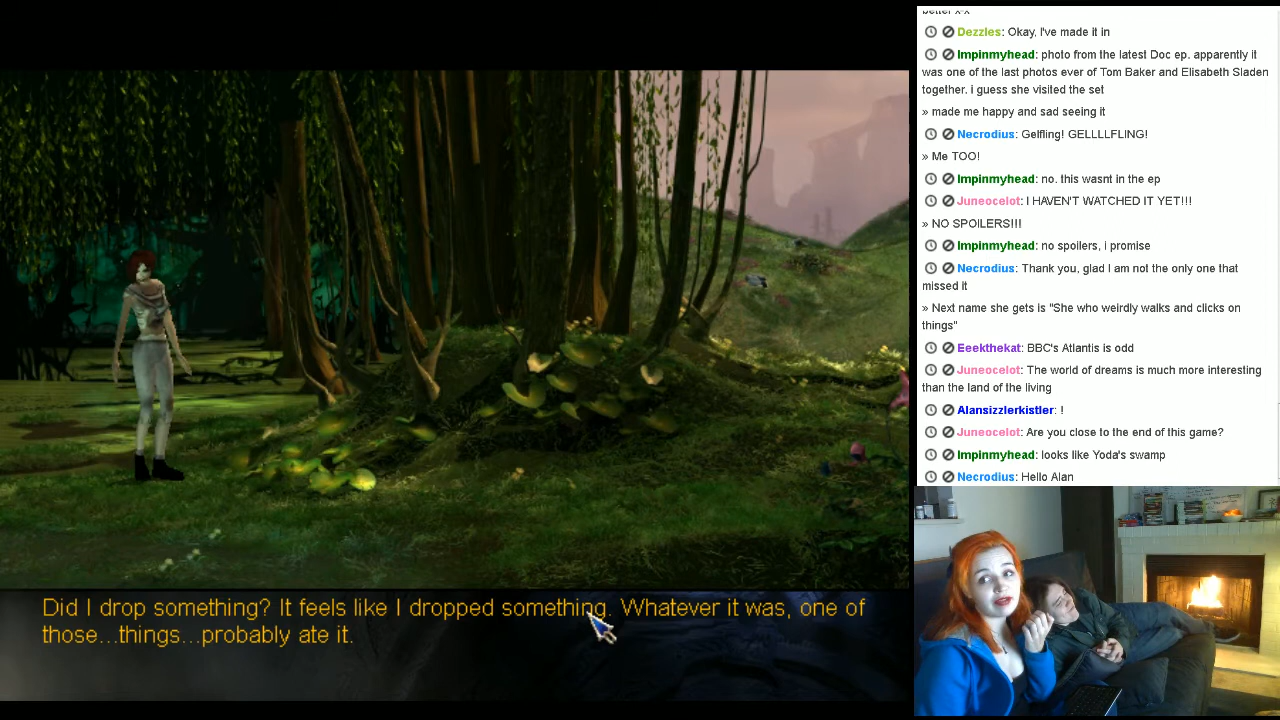 Did I drop something? It feels like I dropped something. Whatever it was, one of
those...things...probably ate it.
Dezzles: Okay, I've made it in
Impinmyhead: photo from the latest Doc ep. apparently it
was one of the last photos ever of Tom Baker and Elisabeth Sladen
together. i guess she visited the set
» made me happy and sad seeing it
Necrodius: Gelfling! GELLLLFLING!
» Me TOO!
Impinmyhead: no. this wasnt in the ep
Juneocelot: I HAVEN'T WATCHED IT YET!!!
» NO SPOILERS!!!
Impinmyhead: no spoilers, i promise
Necrodius: Thank you, glad I am not the only one that
missed it
» Next name she gets is "She who weirdly walks and clicks on
things"
Eeekthekat: BBC's Atlantis is odd
Juneocelot: The world of dreams is much more interesting
than the land of the living
Alansizzlerkistler: !
Juneocelot: Are you close to the end of this game?
Impinmyhead: looks like Yoda's swamp
Necrodius: Hello Alan